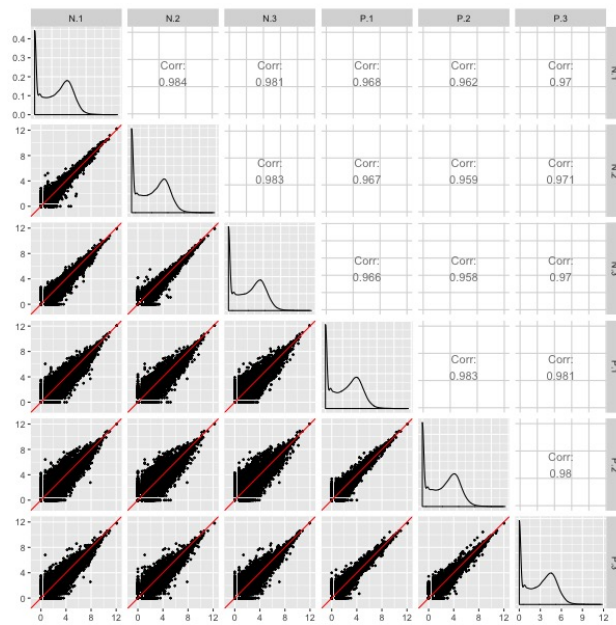 N.1 N.2 N.3 P.1 P.2 P.3
0.4
0.3
0.2
0.1
0.0
Corr:
0.984
Corr:
0.981
Corr:
0.968
Corr:
0.962
Corr:
0.97
N.1
12
8
4
0
Corr:
0.983
Corr:
0.967
Corr:
0.959
Corr:
0.971
N.2
12
8
4
0
Corr:
0.966
Corr:
0.958
Corr:
0.97
N.3
12
8
4
0
Corr:
0.983
Corr:
0.981
P.1
12
8
4
0
Corr:
0.98
P.2
12
8
4
0
P.3
0 4 8 12 0 4 8 12 0 4 8 12 0 4 8 12 0 4 8 12 0 4 8 12